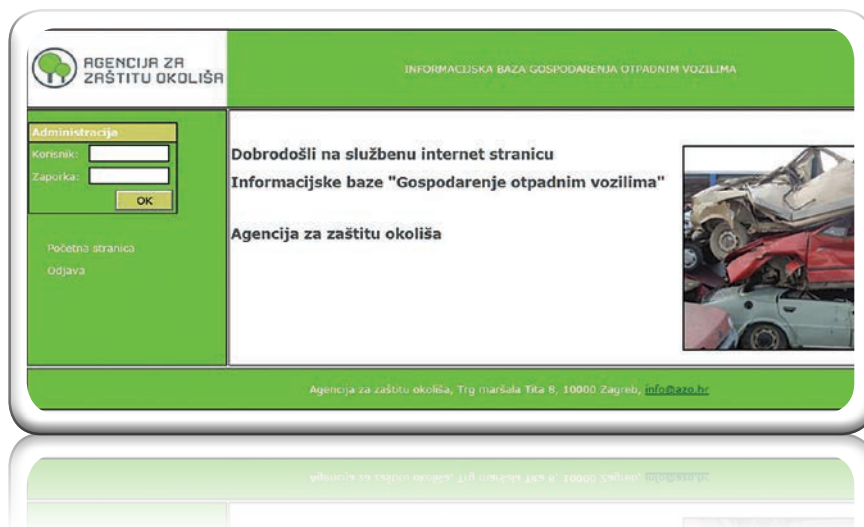 AGENCIJA ZA
ZAŠTITU OKOLIŠA
INFORMACIJSKA BAZA GOSPODARENJA OTPADNIM VOZILIMA
Administracija
Korisnik:
Zaporka:
OK
Početna stranica
Odjava
Dobrodošli na službenu internet stranicu
Informacijske baze "Gospodarenje otpadnim vozilima"
Agencija za zaštitu okoliša
Agencija za zaštitu okoliša, Trg maršala Tita 8, 10000 Zagreb, info@azo.hr